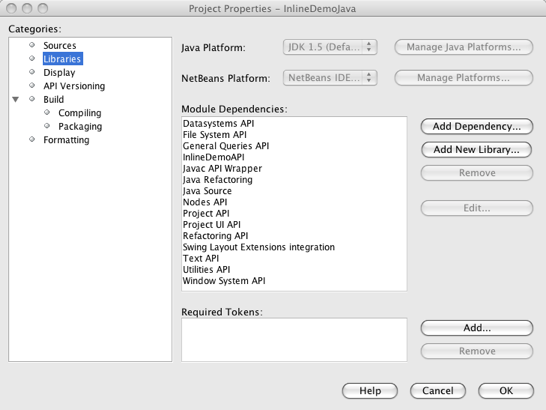 Project Properties – InlineDemoJava
Categories:
Sources
Libraries
Display
API Versioning
Build
Compiling
Packaging
Formatting
Java Platform: JDK 1.5 (Defa... Manage Java Platforms...
NetBeans Platform: NetBeans IDE... Manage Platforms...
Module Dependencies:
Datasystems API
File System API
General Queries API
InlineDemoAPI
Javac API Wrapper
Java Refactoring
Java Source
Nodes API
Project API
Project UI API
Refactoring API
Swing Layout Extensions integration
Text API
Utilities API
Window System API
Add Dependency...
Add New Library...
Remove
Edit...
Required Tokens:
Add...
Remove
Help Cancel OK